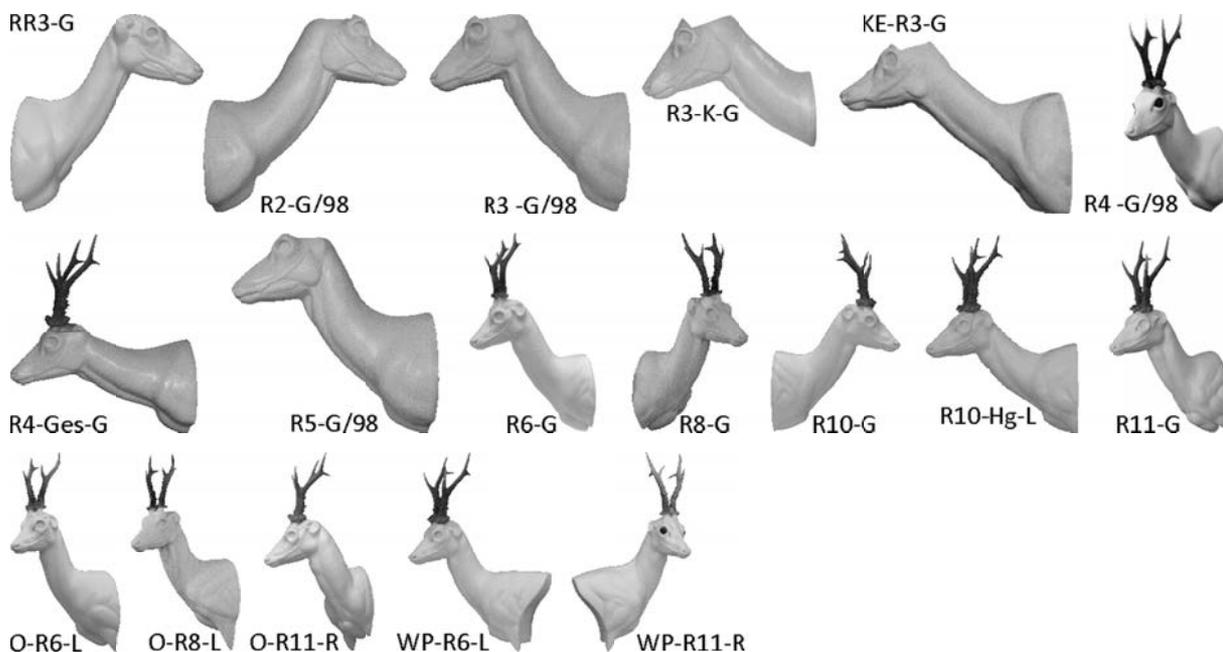 RR3-G
KE-R3-G
R3-K-G
R2-G/98
R3 -G/98
R4 -G/98
R4-Ges-G
R5-G/98
R6-G
R8-G
R10-G
R10-Hg-L
R11-G
O-R6-L
O-R8-L
O-R11-R
WP-R6-L
WP-R11-R